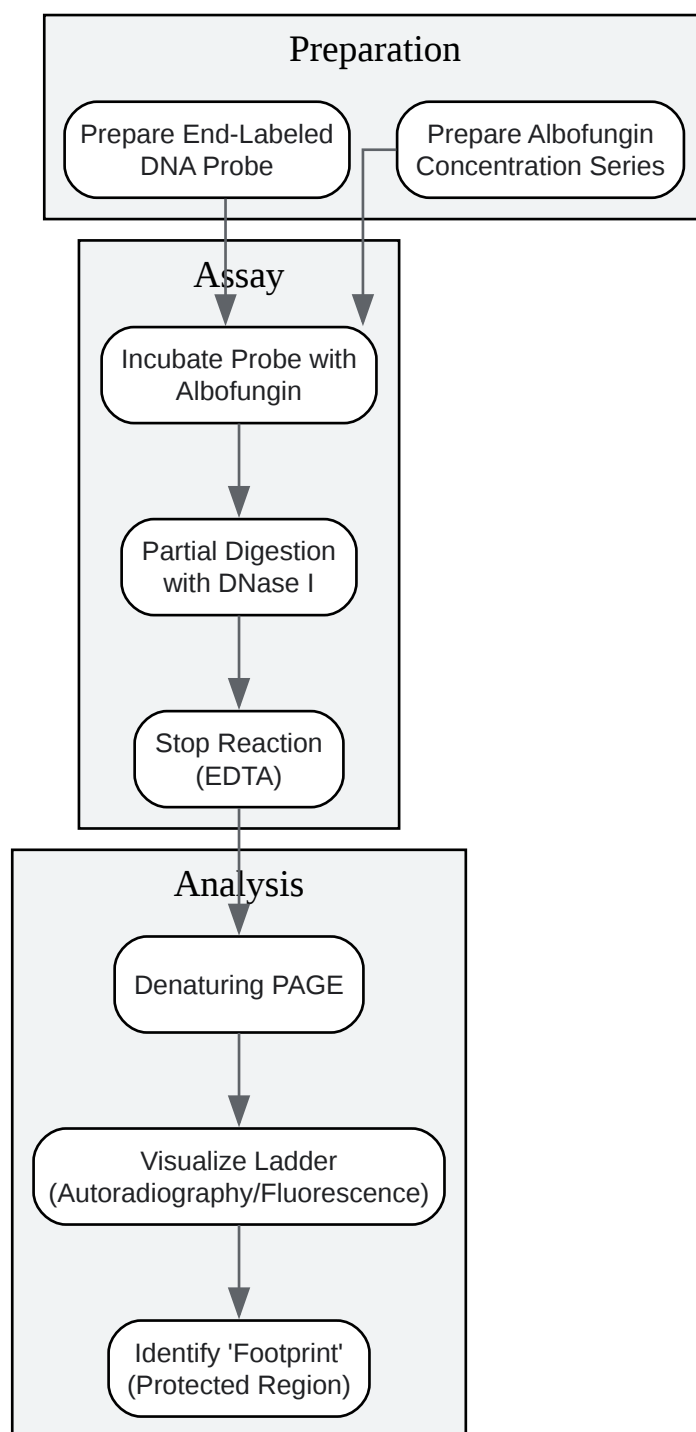 Preparation
Prepare End-Labeled
DNA Probe
Prepare Albofungin
Concentration Series
Assay
Incubate Probe with
Albofungin
Partial Digestion
with DNase I
Stop Reaction
(EDTA)
Analysis
Denaturing PAGE
Visualize Ladder
(Autoradiography/Fluorescence)
Identify 'Footprint'
(Protected Region)